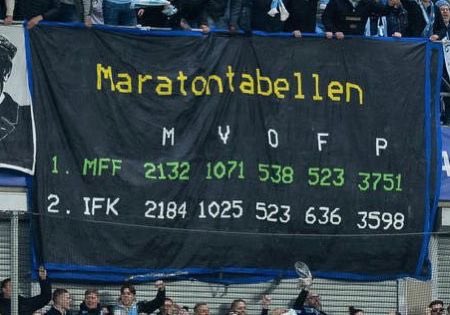 Maratontabellen
M V O F P
1. MFF 2132 1071 538 523 3751
2. IFK 2184 1025 523 636 3598